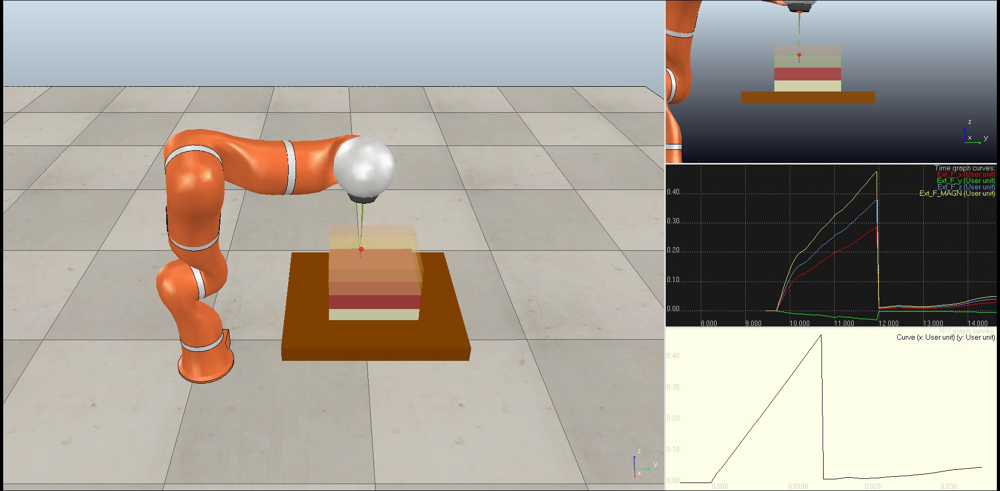 z
y
x
z
x y
Time graph curves:
Ext_F_x (User unit)
Ext_F_y (User unit)
Ext_F_z (User unit)
Ext_F_MAGN (User unit)
0.40
0.30
0.20
0.10
0.00
8.000 9.000 10.000 11.000 12.000 13.000 14.000
X-Y graph curves:
Curve (x: User unit) (y: User unit)
0.40
0.30
0.20
0.10
0.00
0.000 0.0100 0.020 0.030